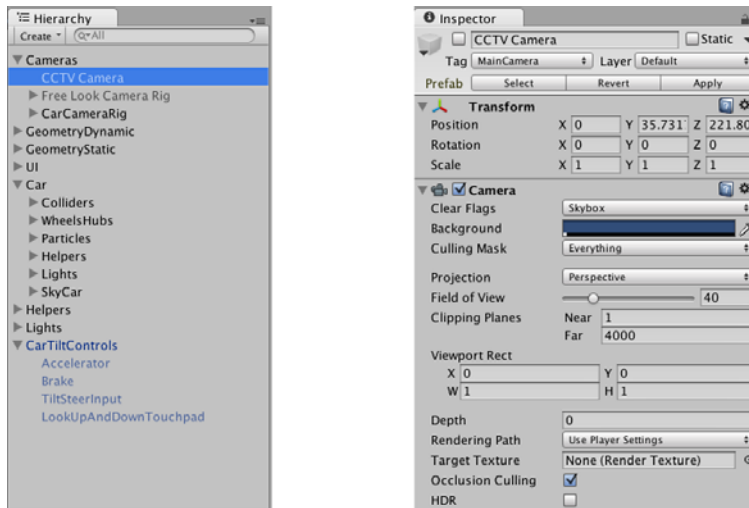 Hierarchy
Create
All
Cameras
CCTV Camera
Free Look Camera Rig
CarCameraRig
GeometryDynamic
GeometryStatic
UI
Car
Colliders
WheelsHubs
Particles
Helpers
Lights
SkyCar
Helpers
Lights
CarTiltControls
Accelerator
Brake
TiltSteerInput
LookUpAndDownTouchpad
Inspector
CCTV Camera Static
Tag MainCamera Layer Default
Prefab Select Revert Apply
Transform
Position X 0 Y 35.731 Z 221.80
Rotation X 0 Y 0 Z 0
Scale X 1 Y 1 Z 1
Camera
Clear Flags Skybox
Background
Culling Mask Everything
Projection Perspective
Field of View 40
Clipping Planes Near 1
Far 4000
Viewport Rect
X 0 Y 0
W 1 H 1
Depth 0
Rendering Path Use Player Settings
Target Texture None (Render Texture)
Occlusion Culling
HDR